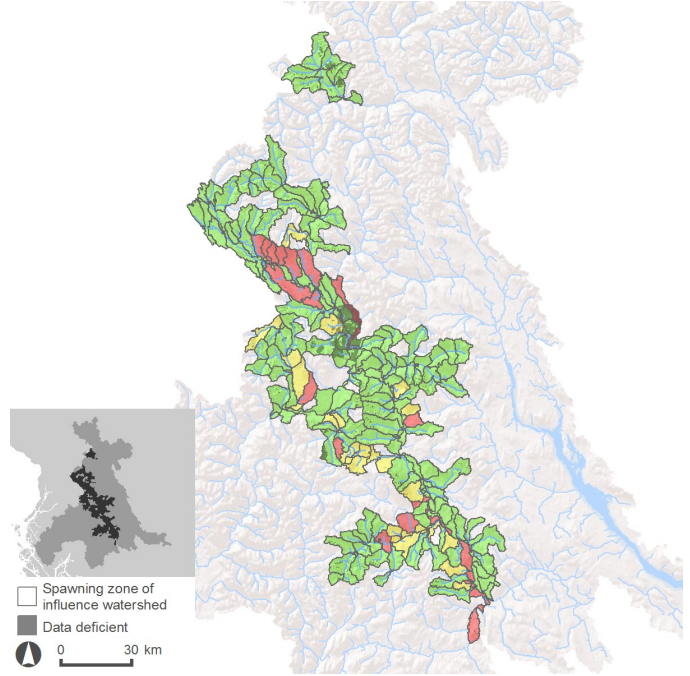 Spawning zone of
influence watershed
Data deficient
0 30 km